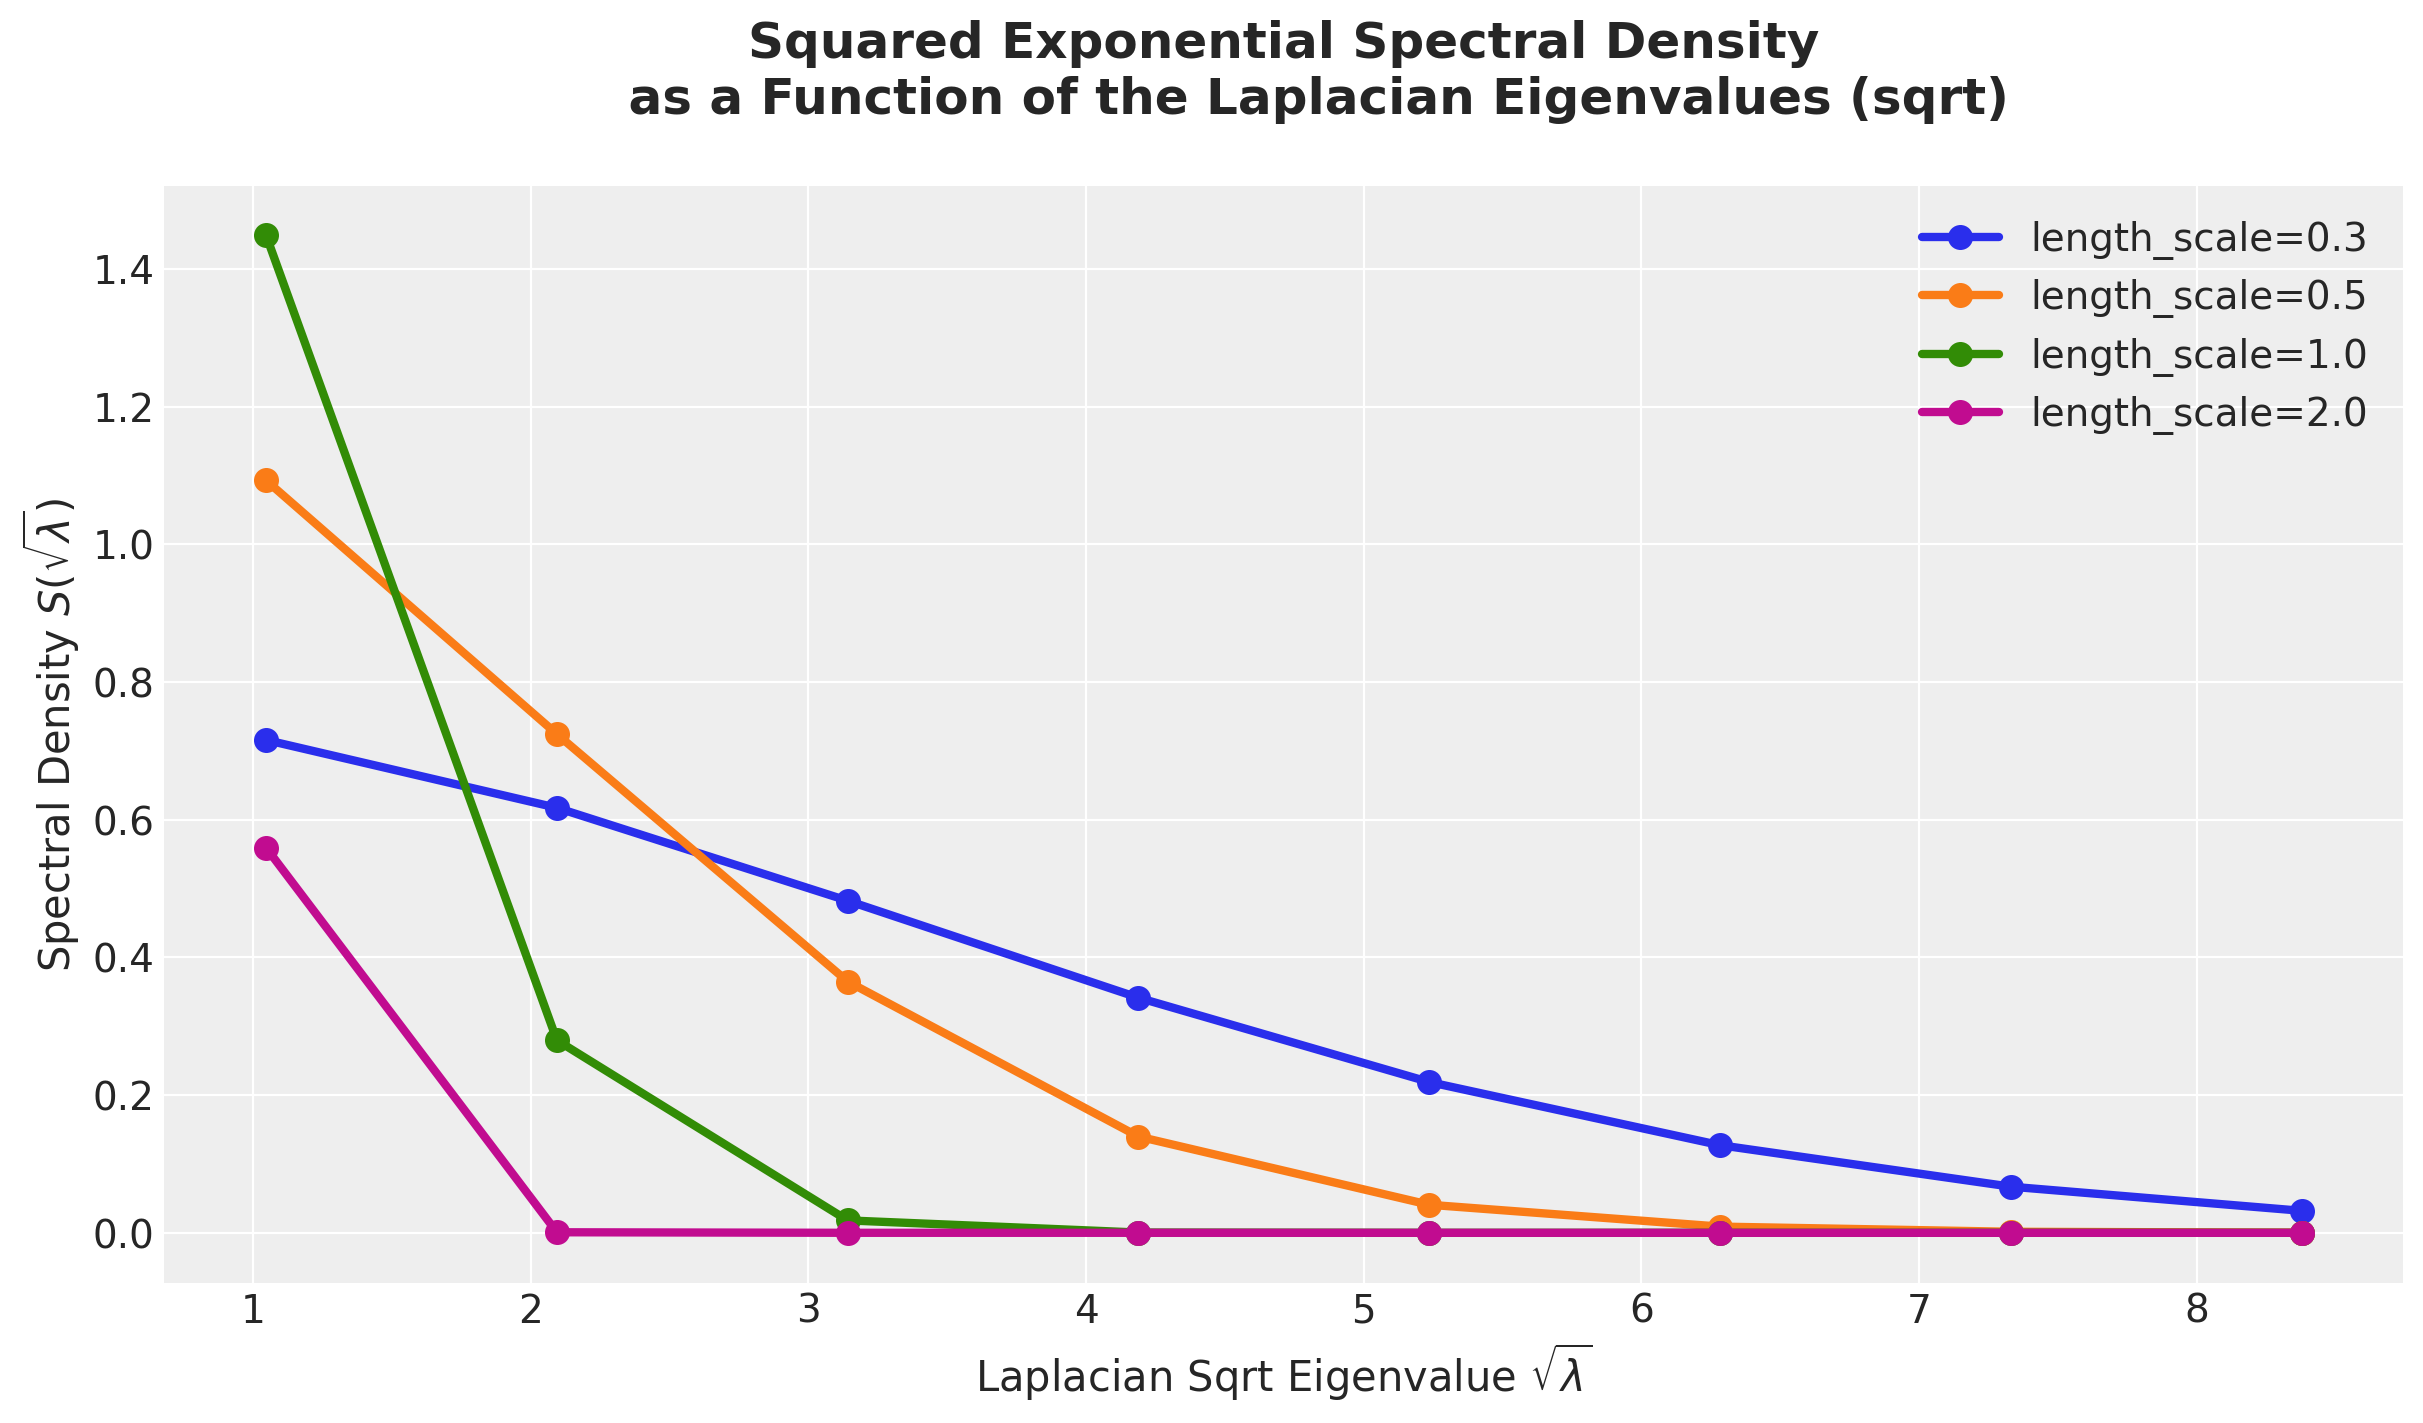 Squared Exponential Spectral Density
as a Function of the Laplacian Eigenvalues (sqrt)
length_scale=0.3
length_scale=0.5
length_scale=1.0
length_scale=2.0
Spectral Density S(√λ)
1.4
1.2
1.0
0.8
0.6
0.4
0.2
0.0
1 2 3 4 5 6 7 8
Laplacian Sqrt Eigenvalue √λ